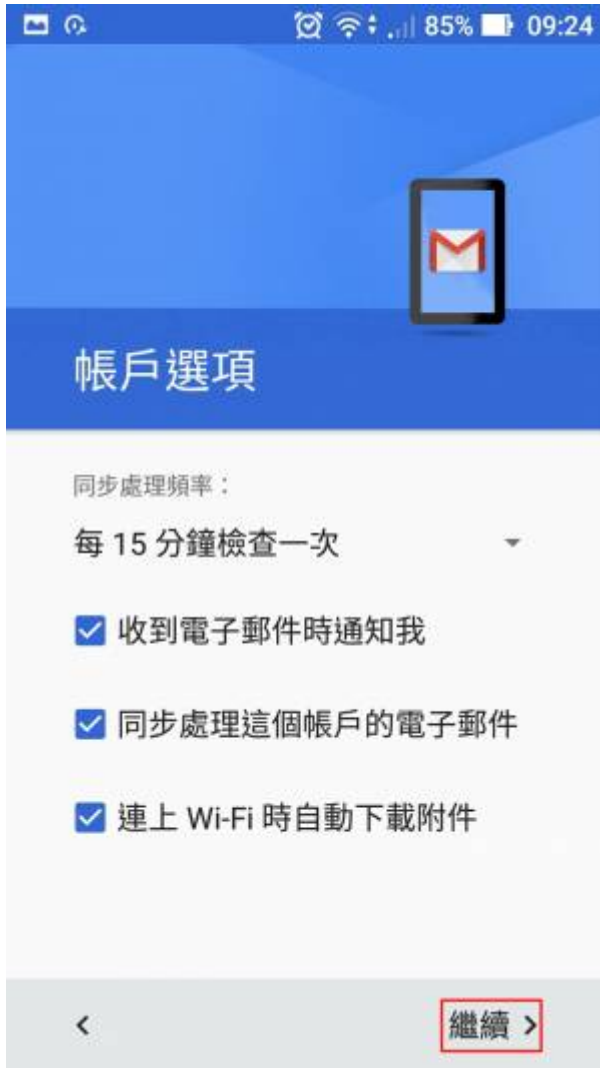 85% 09:24
帳戶選項
同步處理頻率：
每 15 分鐘檢查一次
收到電子郵件時通知我
同步處理這個帳戶的電子郵件
連上 Wi-Fi 時自動下載附件
繼續